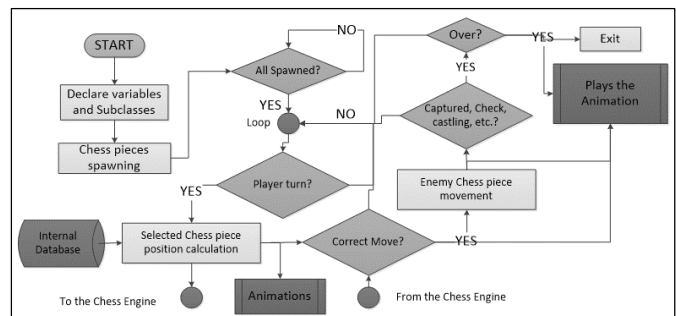 START
Declare variables
and Subclasses
Chess pieces
spawning
All Spawned?
NO
YES
Loop
Player turn?
YES
Internal
Database
Selected Chess piece
position calculation
To the Chess Engine
Animations
Correct Move?
From the Chess Engine
YES
Enemy Chess piece
movement
Captured, Check,
castling, etc.?
NO
YES
Over?
YES
Exit
Plays the
Animation